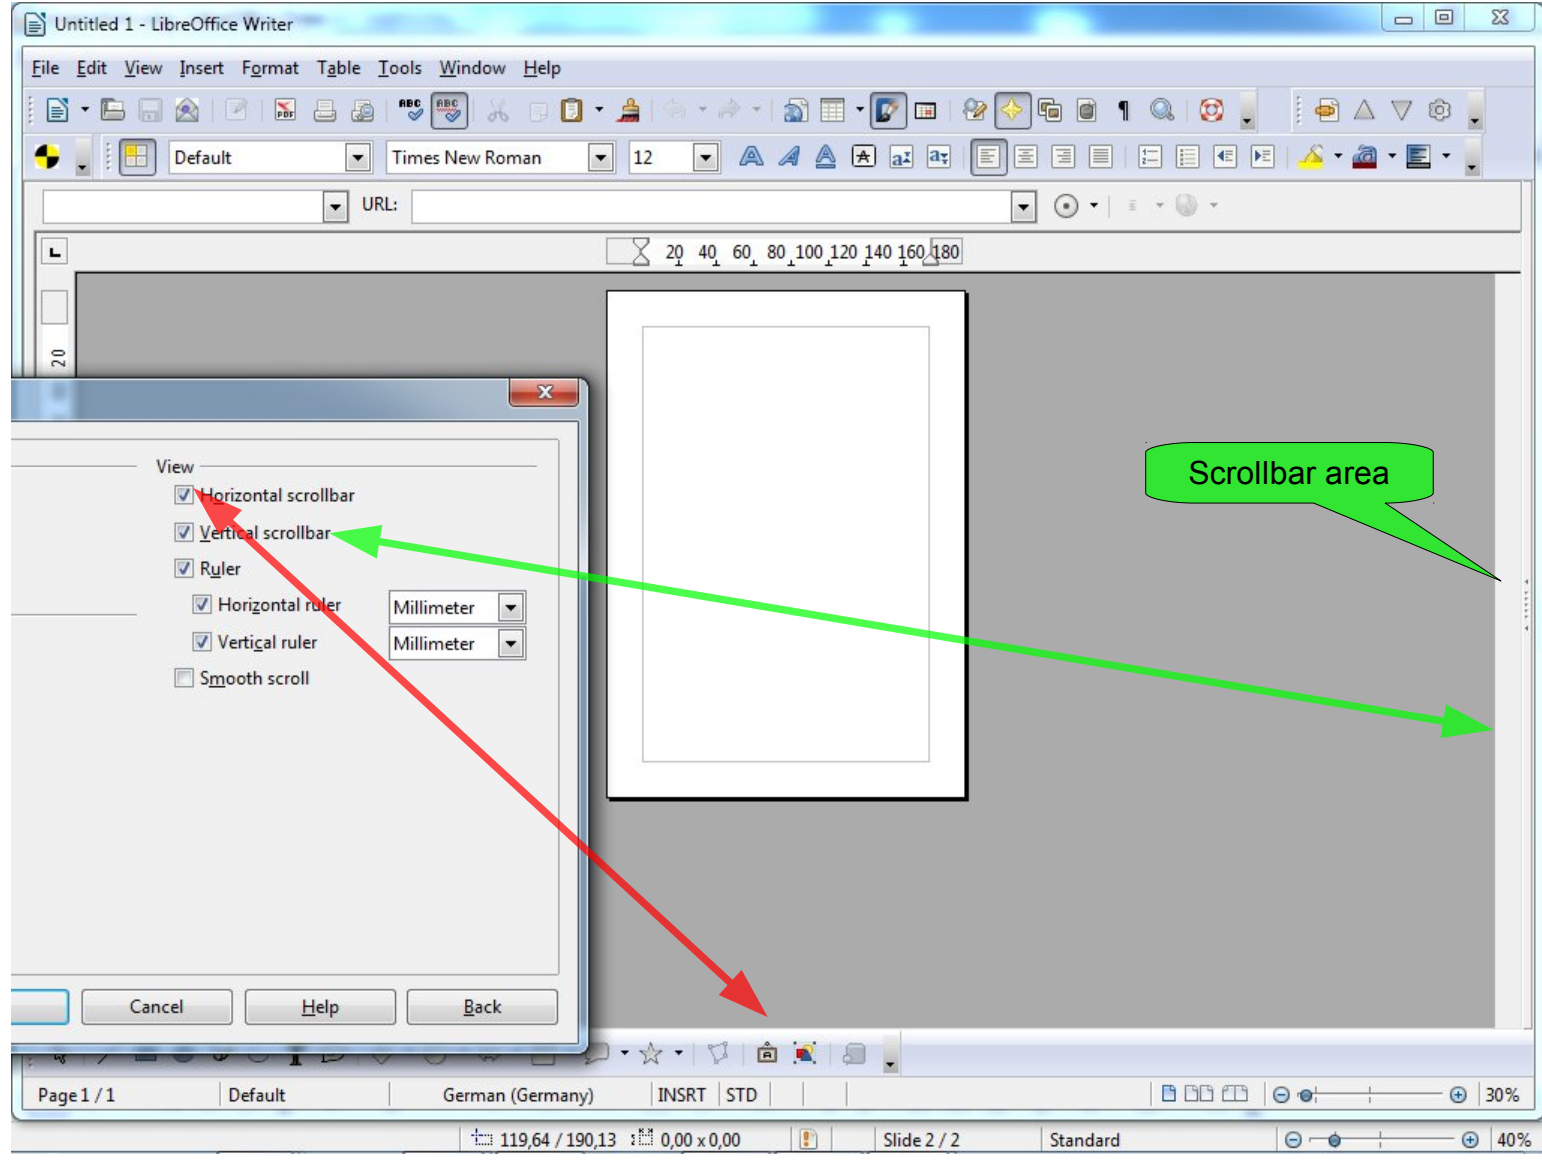 Untitled 1 - LibreOffice Writer
File Edit View Insert Format Table Tools Window Help
PDF ABC ABC
Default Times New Roman 12
URL:
20 40 60 80 100 120 140 160 180
20
View
Horizontal scrollbar
Vertical scrollbar
Ruler
Horizontal ruler Millimeter
Vertical ruler Millimeter
Smooth scroll
Scrollbar area
Cancel Help Back
Page 1 / 1 Default German (Germany) INSRT STD 30%
119,64 / 190,13 0,00 x 0,00 Slide 2 / 2 Standard 40%